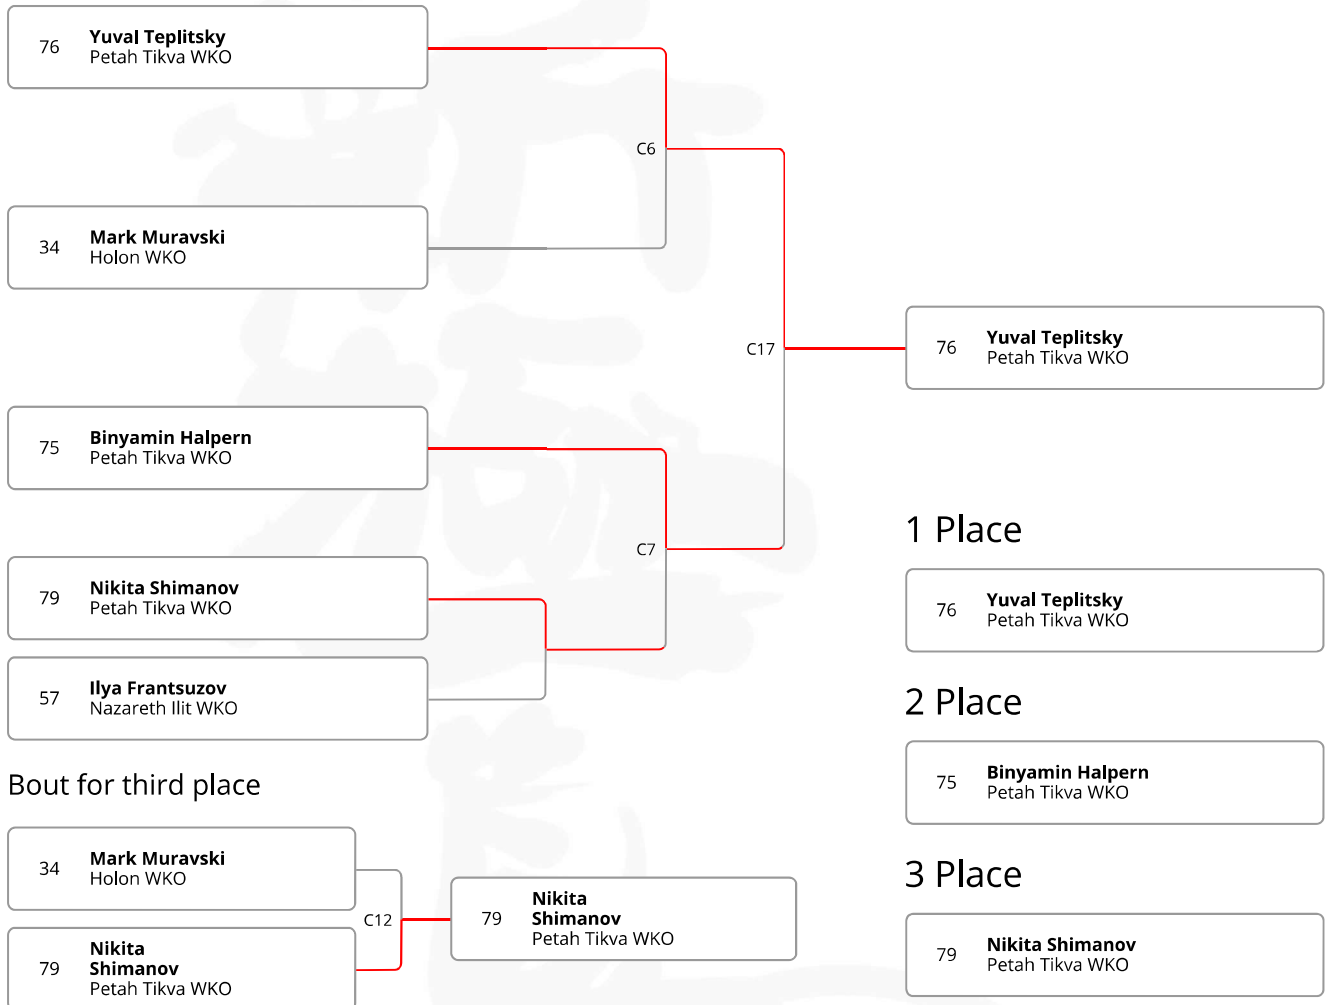 76
Yuval Teplitsky
Petah Tikva WKO
C6
34
Mark Muravski
Holon WKO
C17
76
Yuval Teplitsky
Petah Tikva WKO
75
Binyamin Halpern
Petah Tikva WKO
C7
79
Nikita Shimanov
Petah Tikva WKO
57
Ilya Frantsuzov
Nazareth Ilit WKO
Bout for third place
34
Mark Muravski
Holon WKO
C12
79
Nikita
Shimanov
Petah Tikva WKO
79
Nikita
Shimanov
Petah Tikva WKO
1 Place
76
Yuval Teplitsky
Petah Tikva WKO
2 Place
75
Binyamin Halpern
Petah Tikva WKO
3 Place
79
Nikita Shimanov
Petah Tikva WKO